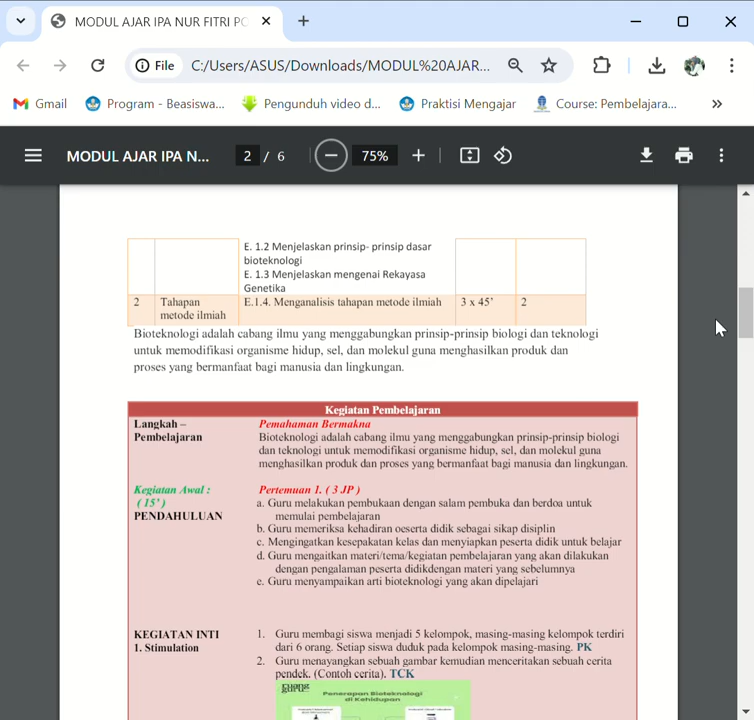 MODUL AJAR IPA NUR FITRI PO
File
C:/Users/ASUS/Downloads/MODUL%20AJAR...
Gmail
Program - Beasiswa...
Pengunduh video d...
Praktisi Mengajar
Course: Pembelajara...
MODUL AJAR IPA N...
2 / 6
75%
E. 1.2 Menjelaskan prinsip- prinsip dasar
bioteknologi
E. 1.3 Menjelaskan mengenai Rekayasa
Genetika
2 Tahapan E.1.4. Menganalisis tahapan metode ilmiah 3 x 45’ 2
metode ilmiah
Bioteknologi adalah cabang ilmu yang menggabungkan prinsip-prinsip biologi dan teknologi
untuk memodifikasi organisme hidup, sel, dan molekul guna menghasilkan produk dan
proses yang bermanfaat bagi manusia dan lingkungan.
Kegiatan Pembelajaran
Langkah –
Pembelajaran
Pemahaman Bermakna
Bioteknologi adalah cabang ilmu yang menggabungkan prinsip-prinsip biologi
dan teknologi untuk memodifikasi organisme hidup, sel, dan molekul guna
menghasilkan produk dan proses yang bermanfaat bagi manusia dan lingkungan.
Kegiatan Awal :
( 15’ )
PENDAHULUAN
Pertemuan 1. ( 3 JP )
a. Guru melakukan pembukaan dengan salam pembuka dan berdoa untuk
memulai pembelajaran
b. Guru memeriksa kehadiran oeserta didik sebagai sikap disiplin
c. Mengingatkan kesepakatan kelas dan menyiapkan peserta didik untuk belajar
d. Guru mengaitkan materi/tema/kegiatan pembelajaran yang akan dilakukan
dengan pengalaman peserta didikdengan materi yang sebelumnya
e. Guru menyampaikan arti bioteknologi yang akan dipelajari
KEGIATAN INTI
1. Stimulation
1. Guru membagi siswa menjadi 5 kelompok, masing-masing kelompok terdiri
dari 6 orang. Setiap siswa duduk pada kelompok masing-masing. PK
2. Guru menayangkan sebuah gambar kemudian menceritakan sebuah cerita
pendek. (Contoh cerita). TCK
ruang
guru
Penerapan Bioteknologi
di Kehidupan